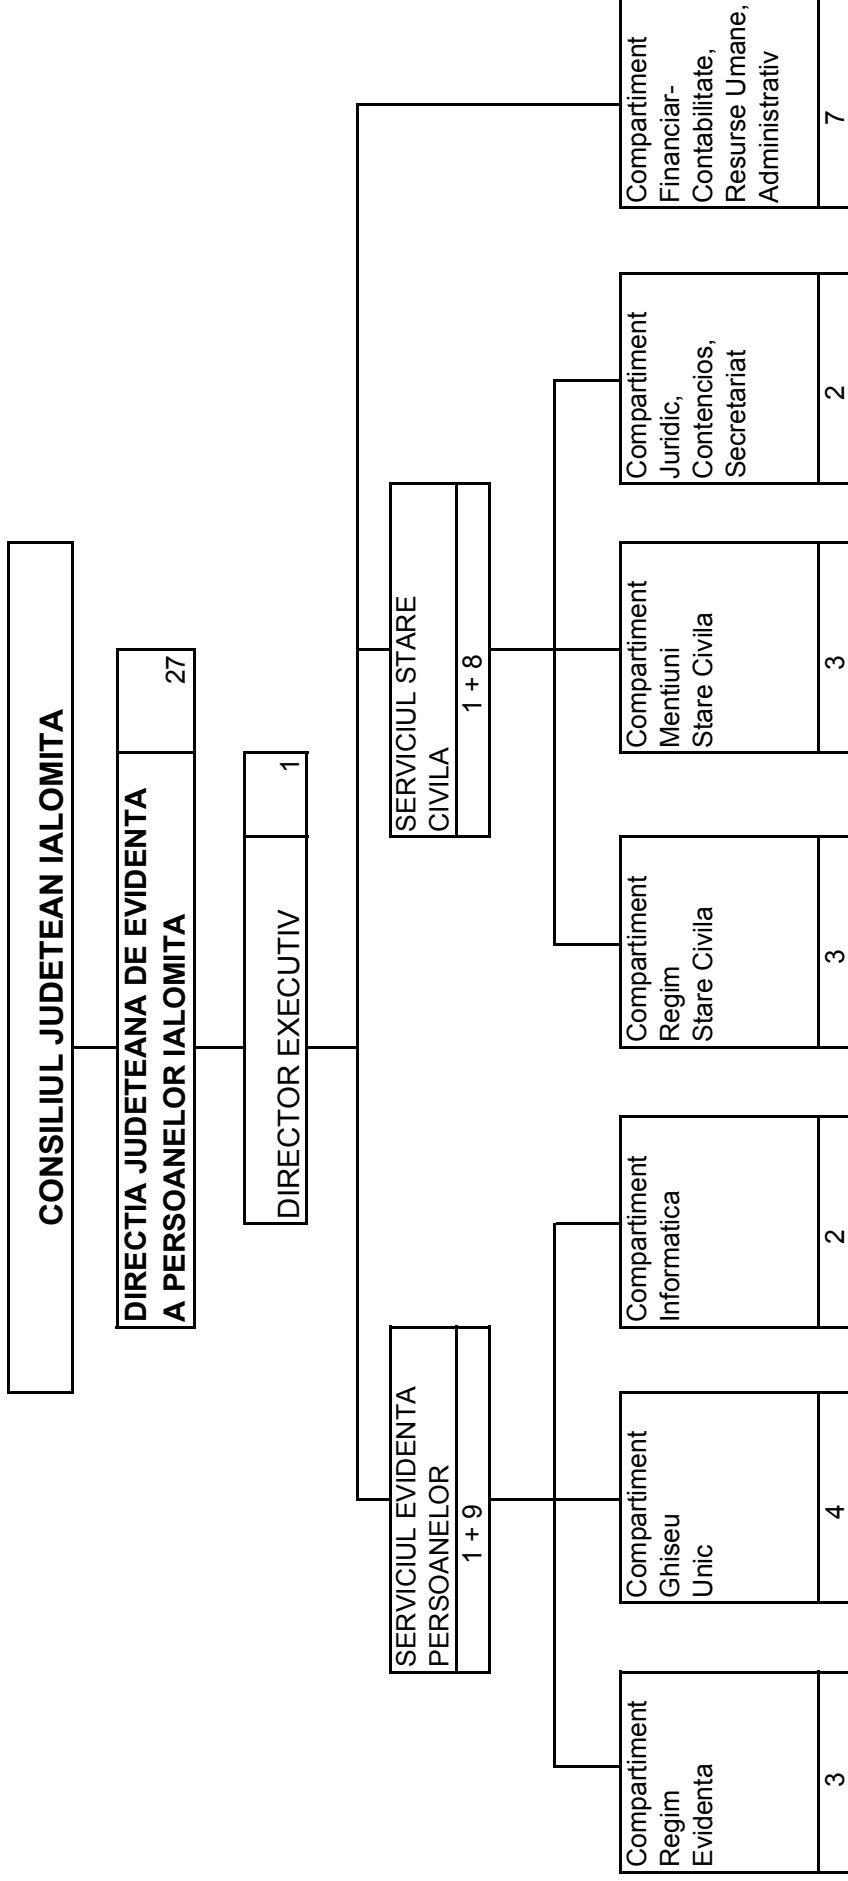 CONSILIUL JUDETEAN IALOMITA
DIRECTIA JUDETEANA DE EVIDENTA
A PERSOANELOR IALOMITA
27
DIRECTOR EXECUTIV
1
SERVICIUL EVIDENTA
PERSOANELOR
1 + 9
SERVICIUL STARE
CIVILA
1 + 8
Compartiment
Regim
Evidenta
3
Compartiment
Ghiseu
Unic
4
Compartiment
Informatica
2
Compartiment
Regim
Stare Civila
3
Compartiment
Mentiuni
Stare Civila
3
Compartiment
Juridic,
Contencios,
Secretariat
2
Compartiment
Financiar-
Contabilitate,
Resurse Umane,
Administrativ
7